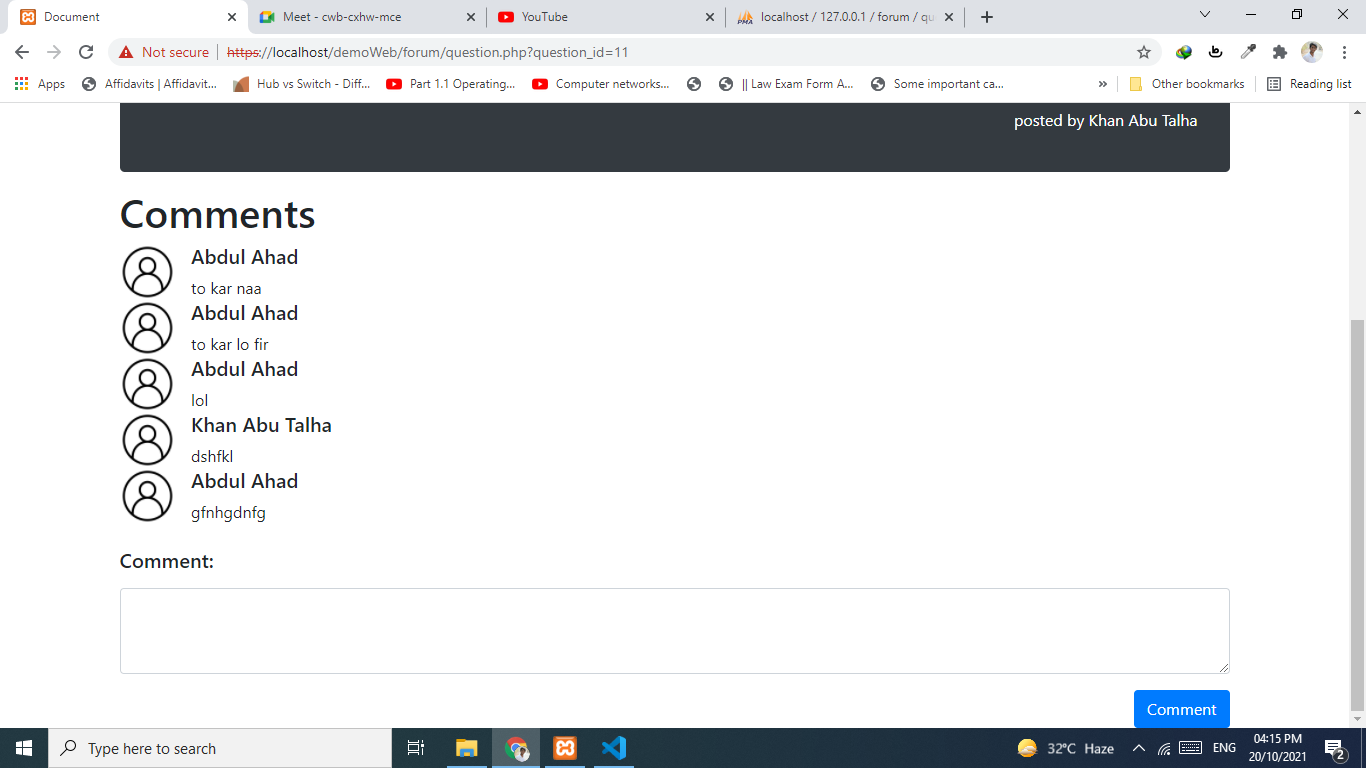 Document
Meet - cwb-cxhw-mce
YouTube
localhost / 127.0.0.1 / forum / qu
Not secure
https://localhost/demoWeb/forum/question.php?question_id=11
Apps
Affidavits | Affidavit...
Hub vs Switch - Diff...
Part 1.1 Operating...
Computer networks...
|| Law Exam Form A...
Some important ca...
»
Other bookmarks
Reading list
posted by Khan Abu Talha
Comments
Abdul Ahad
to kar naa
Abdul Ahad
to kar lo fir
Abdul Ahad
lol
Khan Abu Talha
dshfkl
Abdul Ahad
gfnhgdnfg
Comment:
Comment
Type here to search
32°C Haze
ENG
04:15 PM
20/10/2021
2